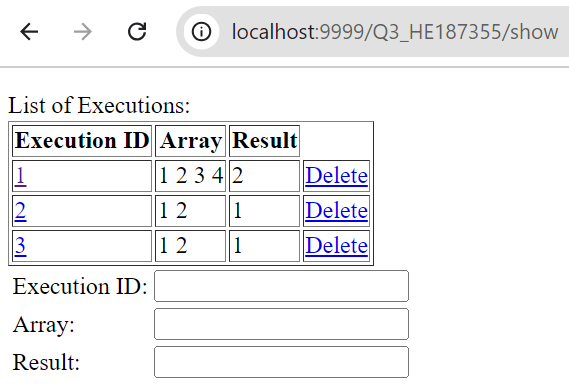 localhost:9999/Q3_HE187355/show
List of Executions:
Execution ID Array Result
1 1 2 3 4 2 Delete
2 1 2 1 Delete
3 1 2 1 Delete
Execution ID:
Array:
Result: